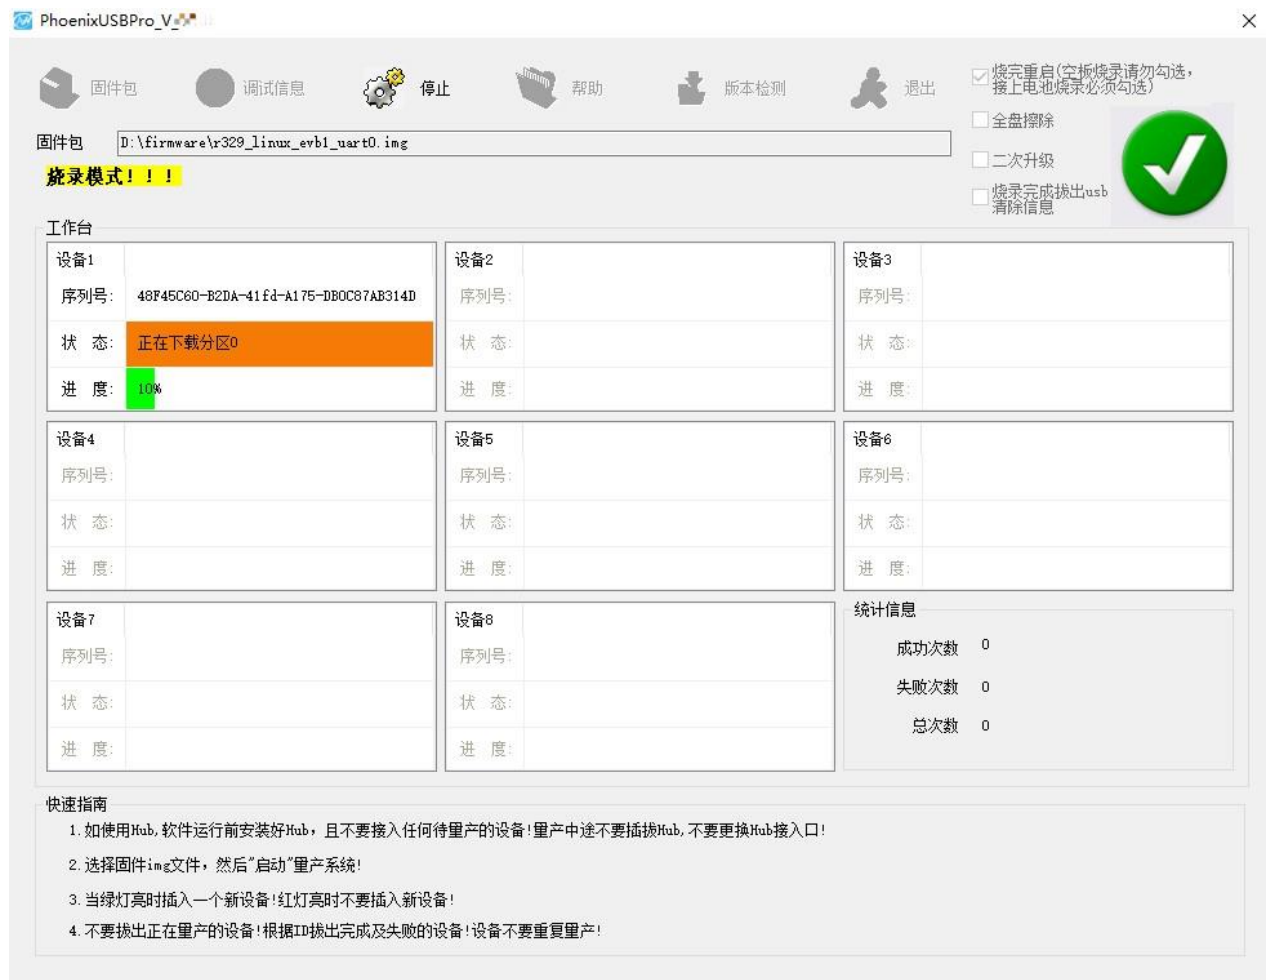 PhoenixUSBPro_V_
固件包 调试信息 停止 帮助 版本检测 退出
烧完重启(空板烧录请勿勾选，
接上电池烧录必须勾选)
全盘擦除
二次升级
烧录完成拔出usb
清除信息
固件包 D:\firmware\r329_linux_evb1_uart0.img
烧录模式!!!
工作台
设备1
序列号: 48F45C60-B2DA-41fd-A175-DB0C87AB314D
状 态: 正在下载分区0
进 度: 10%
设备2
序列号:
状 态:
进 度:
设备3
序列号:
状 态:
进 度:
设备4
序列号:
状 态:
进 度:
设备5
序列号:
状 态:
进 度:
设备6
序列号:
状 态:
进 度:
设备7
序列号:
状 态:
进 度:
设备8
序列号:
状 态:
进 度:
统计信息
成功次数 0
失败次数 0
总次数 0
快速指南
1.如使用Hub,软件运行前安装好Hub，且不要接入任何待量产的设备!量产中途不要插拔Hub,不要更换Hub接入口!
2.选择固件img文件，然后"启动"量产系统!
3.当绿灯亮时插入一个新设备!红灯亮时不要插入新设备!
4.不要拔出正在量产的设备!根据ID拔出完成及失败的设备!设备不要重复量产!